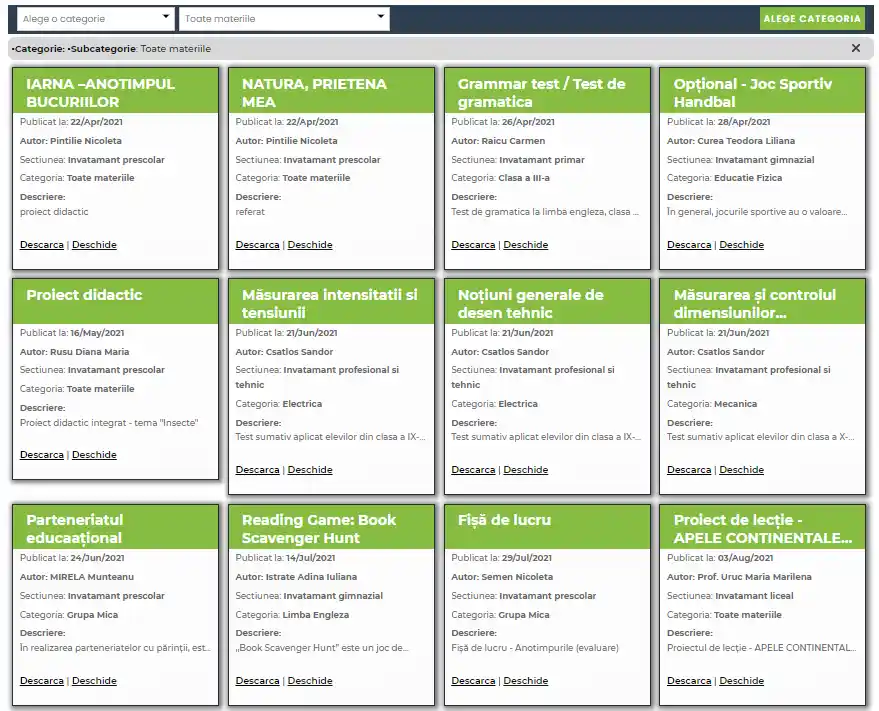 Alege o categorie
Toate materiile
ALEGE CATEGORIA
•Categorie: •Subcategorie: Toate materiile
×
IARNA –ANOTIMPUL
BUCURIILOR
Publicat la: 22/Apr/2021
Autor: Pintilie Nicoleta
Sectiunea: Invatamant prescolar
Categoria: Toate materiile
Descriere:
proiect didactic
Descarca | Deschide
NATURA, PRIETENA
MEA
Publicat la: 22/Apr/2021
Autor: Pintilie Nicoleta
Sectiunea: Invatamant prescolar
Categoria: Toate materiile
Descriere:
referat
Descarca | Deschide
Grammar test / Test de
gramatica
Publicat la: 26/Apr/2021
Autor: Raicu Carmen
Sectiunea: Invatamant primar
Categoria: Clasa a III-a
Descriere:
Test de gramatica la limba engleza, clasa ...
Descarca | Deschide
Opțional - Joc Sportiv
Handbal
Publicat la: 28/Apr/2021
Autor: Curea Teodora Liliana
Sectiunea: Invatamant gimnazial
Categoria: Educatie Fizica
Descriere:
În general, jocurile sportive au o valoare...
Descarca | Deschide
Proiect didactic
Publicat la: 16/May/2021
Autor: Rusu Diana Maria
Sectiunea: Invatamant prescolar
Categoria: Toate materiile
Descriere:
Proiect didactic integrat - tema "Insecte"
Descarca | Deschide
Măsurarea intensitatii si
tensiunii
Publicat la: 21/Jun/2021
Autor: Csatlos Sandor
Sectiunea: Invatamant profesional si
tehnic
Categoria: Electrica
Descriere:
Test sumativ aplicat elevilor din clasa a IX-...
Descarca | Deschide
Noțiuni generale de
desen tehnic
Publicat la: 21/Jun/2021
Autor: Csatlos Sandor
Sectiunea: Invatamant profesional si
tehnic
Categoria: Electrica
Descriere:
Test sumativ aplicat elevilor din clasa a IX-...
Descarca | Deschide
Măsurarea și controlul
dimensiunilor...
Publicat la: 21/Jun/2021
Autor: Csatlos Sandor
Sectiunea: Invatamant profesional si
tehnic
Categoria: Mecanica
Descriere:
Test sumativ aplicat elevilor din clasa a X-...
Descarca | Deschide
Parteneriatul
educaațional
Publicat la: 24/Jun/2021
Autor: MIRELA Munteanu
Sectiunea: Invatamant prescolar
Categoria: Grupa Mica
Descriere:
În realizarea parteneriatelor cu părinții, est...
Descarca | Deschide
Reading Game: Book
Scavenger Hunt
Publicat la: 14/Jul/2021
Autor: Istrate Adina Iuliana
Sectiunea: Invatamant gimnazial
Categoria: Limba Engleza
Descriere:
„Book Scavenger Hunt” este un joc de...
Descarca | Deschide
Fișă de lucru
Publicat la: 29/Jul/2021
Autor: Semen Nicoleta
Sectiunea: Invatamant prescolar
Categoria: Grupa Mica
Descriere:
Fișă de lucru - Anotimpurile (evaluare)
Descarca | Deschide
Proiect de lecție -
APELE CONTINENTALE...
Publicat la: 03/Aug/2021
Autor: Prof. Uruc Maria Marilena
Sectiunea: Invatamant liceal
Categoria: Toate materiile
Descriere:
Proiectul de lecție - APELE CONTINENTAL...
Descarca | Deschide